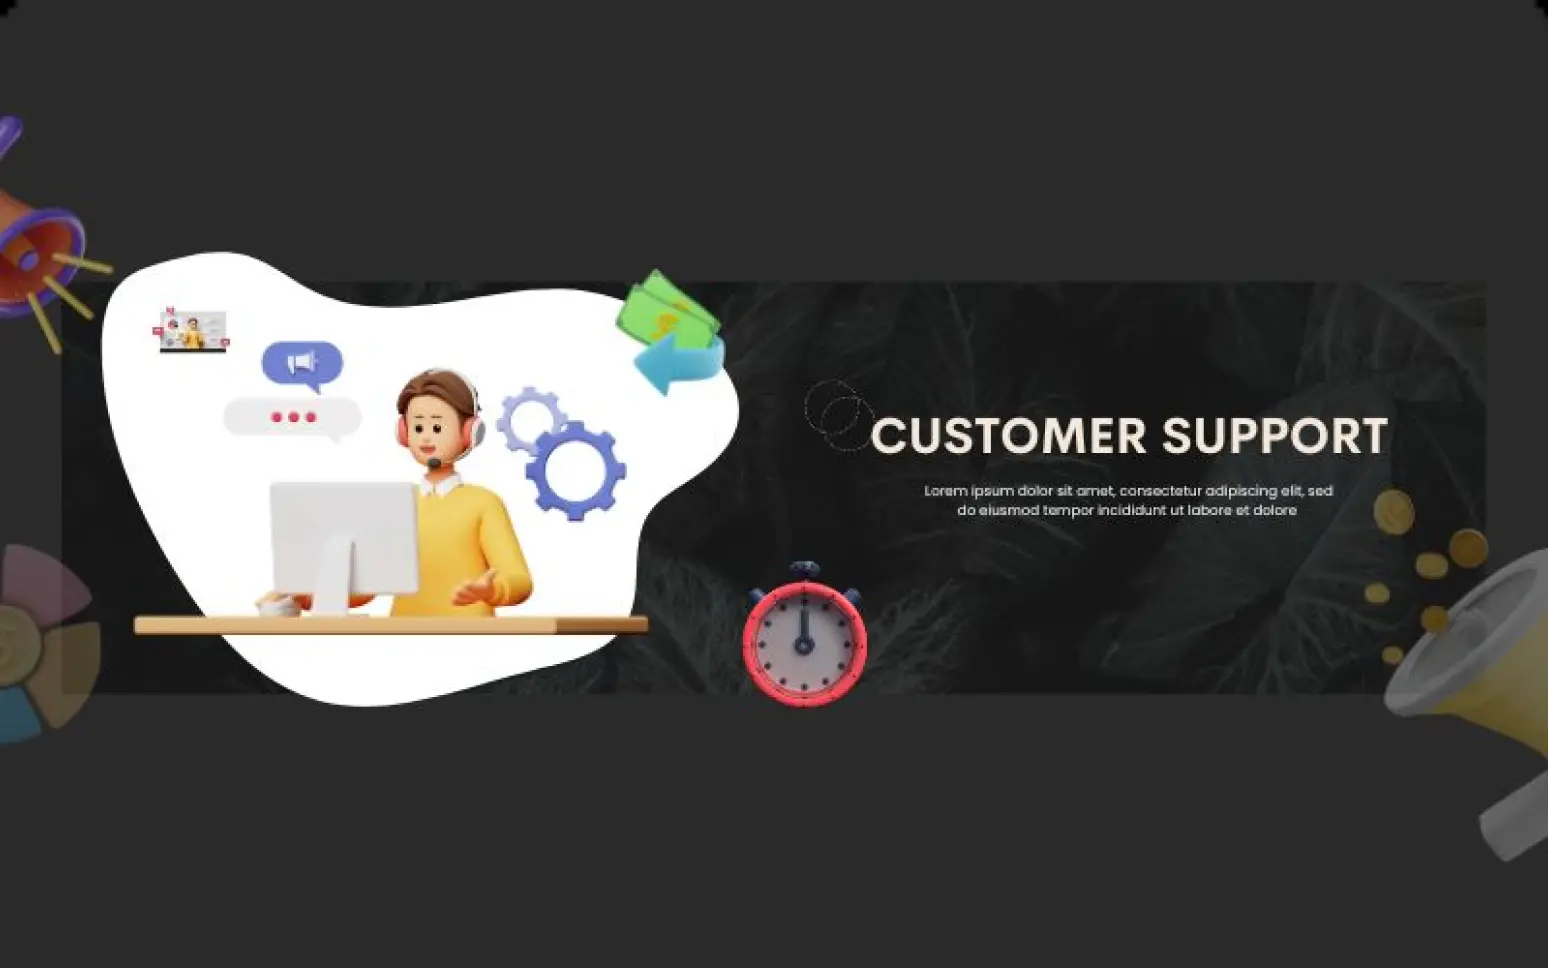 CUSTOMER SUPPORT
Lorem ipsum dolor sit amet, consectetur adipiscing elit, sed
do eiusmod tempor incididunt ut labore et dolore